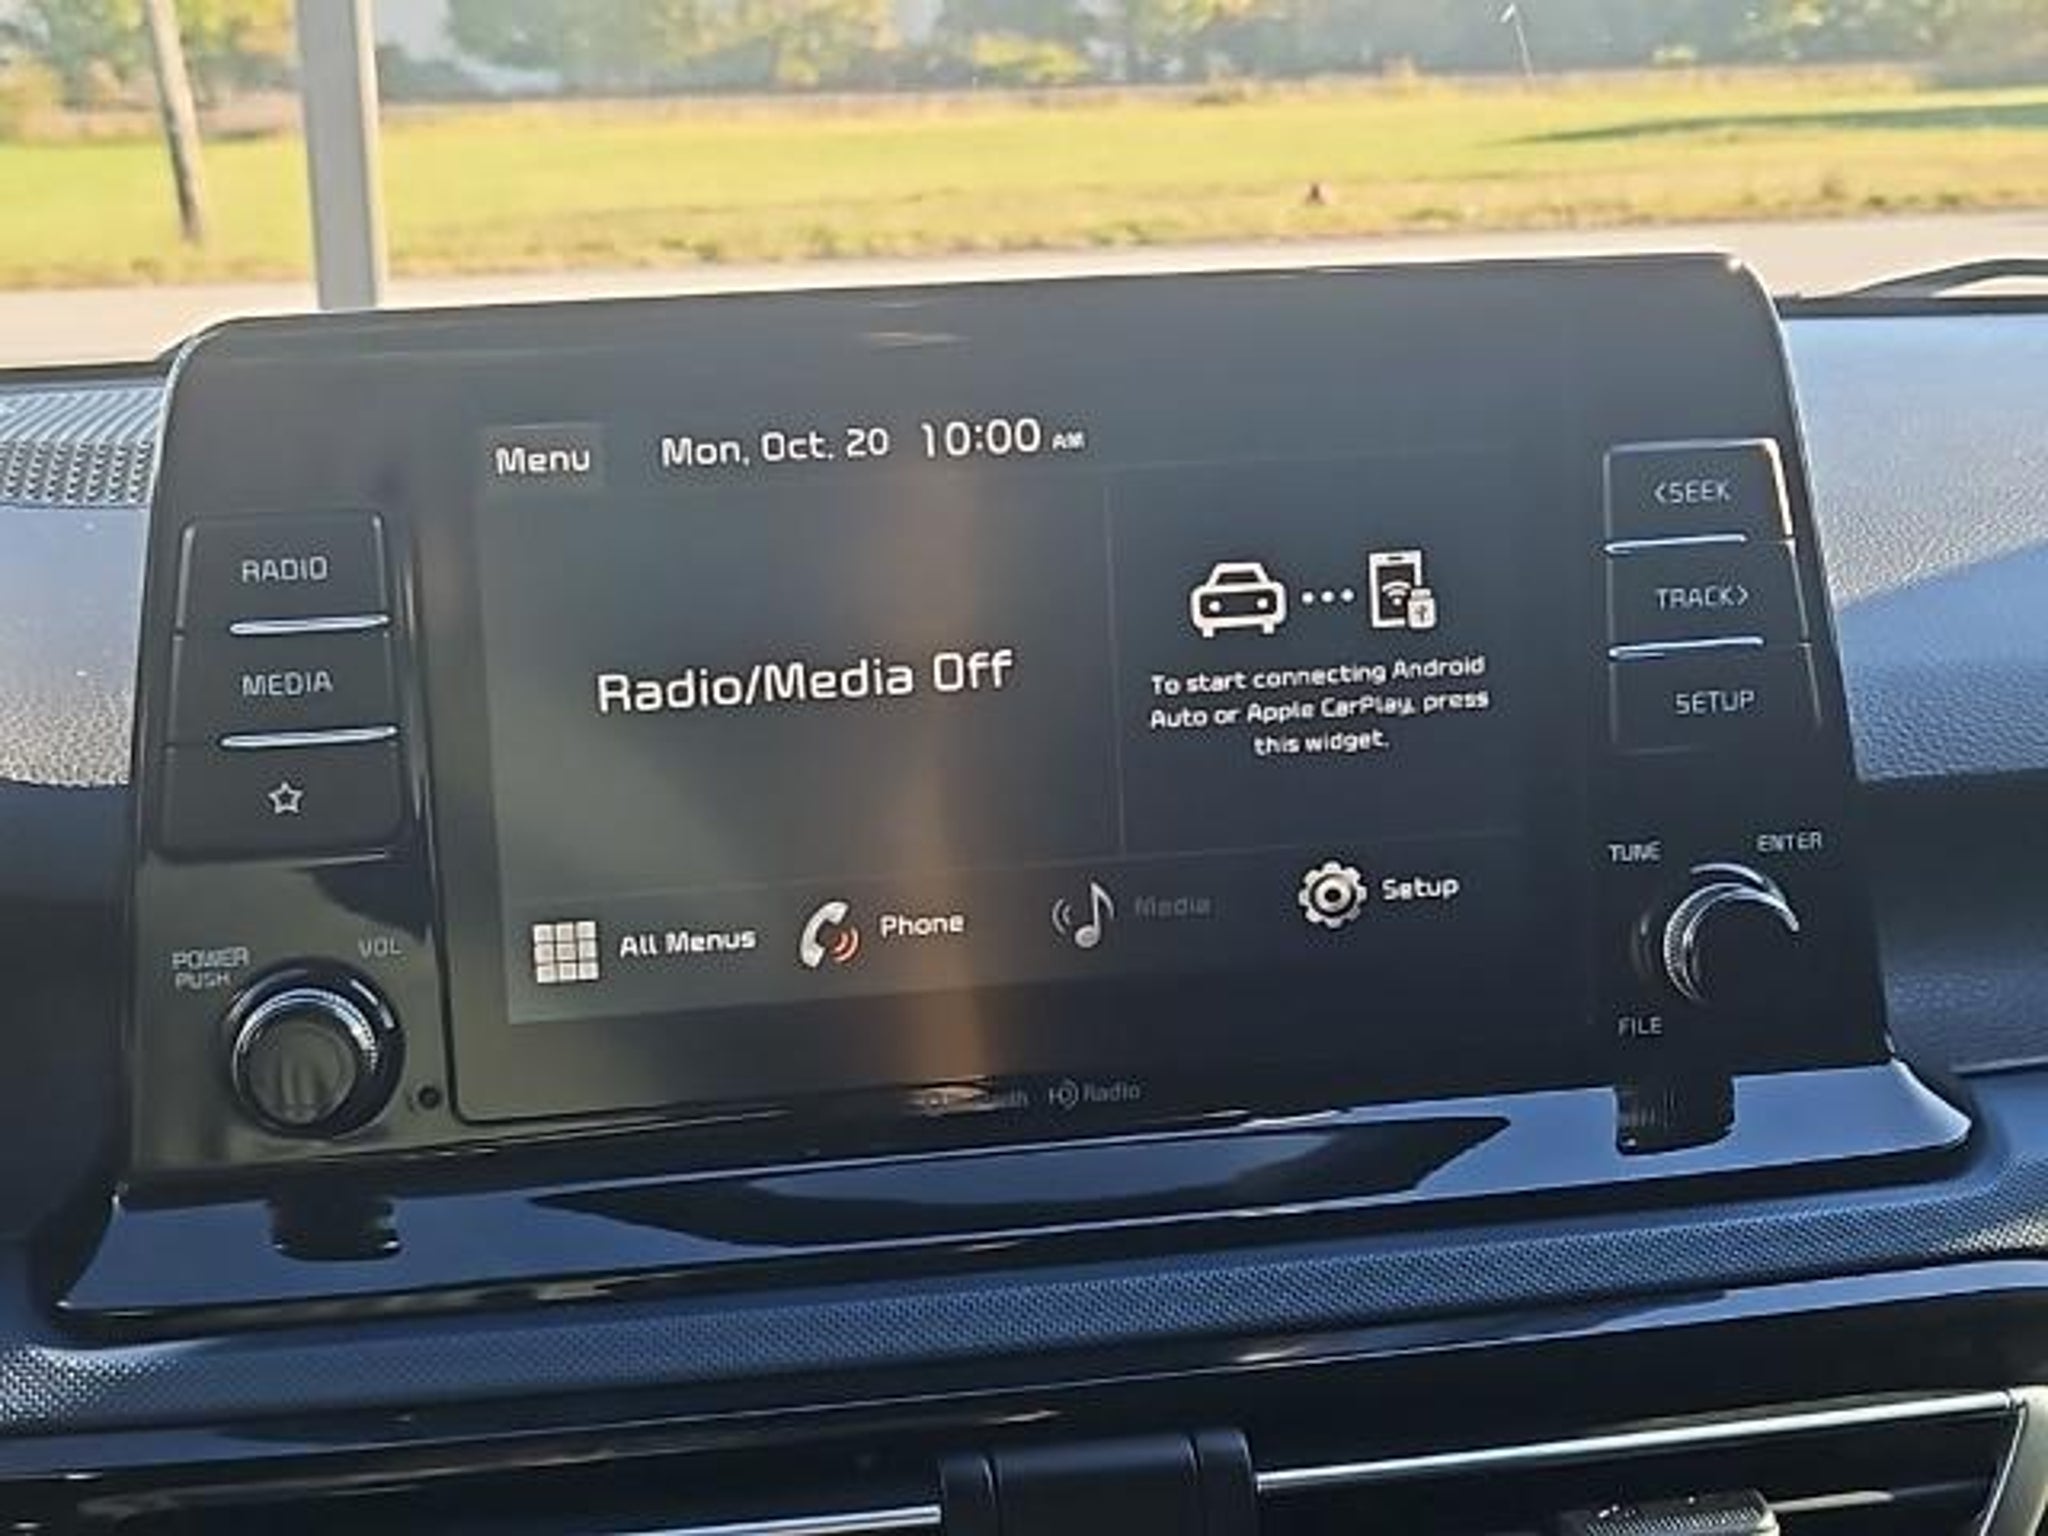 Menu
Mon, Oct. 20 10:00 AM
<SEEK
RADIO
TRACK>
MEDIA
Radio/Media Off
To start connecting Android
Auto or Apple CarPlay, press
this widget.
SETUP
TUNE
ENTER
All Menus
Phone
Media
Setup
POWER
PUSH
VOL
FILE
HD Radio